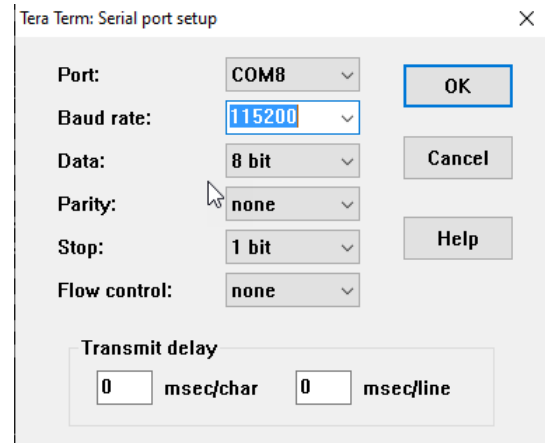 Tera Term: Serial port setup
Port: COM8 OK
Baud rate: 115200
Data: 8 bit Cancel
Parity: none
Stop: 1 bit Help
Flow control: none
Transmit delay
0 msec/char 0 msec/line